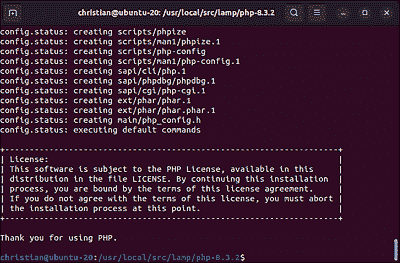 christian@ubuntu-20: /usr/local/src/lamp/php-8.3.2
config.status: creating scripts/phpize
config.status: creating scripts/man1/phpize.1
config.status: creating scripts/php-config
config.status: creating scripts/man1/php-config.1
config.status: creating sapi/cli/php.1
config.status: creating sapi/phpdbg/phpdbg.1
config.status: creating sapi/cgi/php-cgi.1
config.status: creating ext/phar/phar.1
config.status: creating ext/phar/phar.phar.1
config.status: creating main/php_config.h
config.status: executing default commands
+--------------------------------------------------------------------+
| License: |
| This software is subject to the PHP License, available in this |
| distribution in the file LICENSE. By continuing this installation |
| process, you are bound by the terms of this license agreement. |
| If you do not agree with the terms of this license, you must abort |
| the installation process at this point. |
+--------------------------------------------------------------------+
Thank you for using PHP.
christian@ubuntu-20:/usr/local/src/lamp/php-8.3.2$